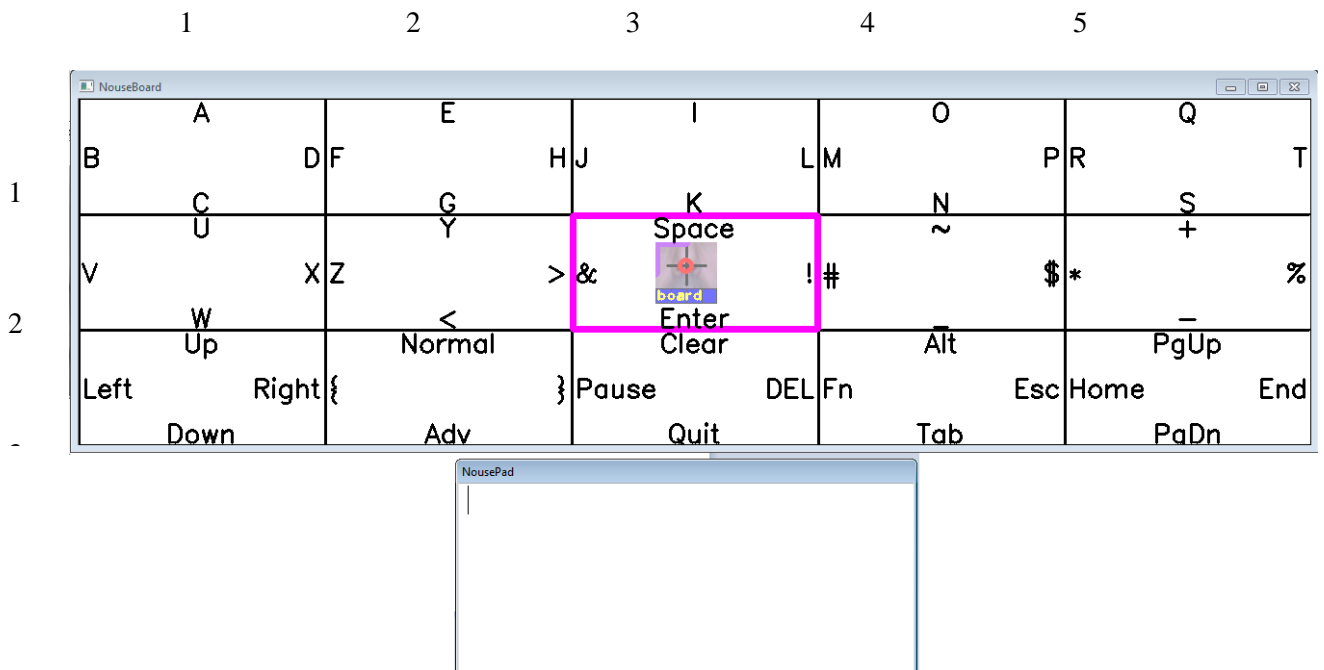 1 2 3 4 5
NouseBoard
A E I O Q
B D F H J L M P R T
1
C G K N S
U Y Space ~ +
V X Z > & ! # $ * %
board
2
W < Enter _ –
Up Normal Clear Alt PgUp
Left Right { } Pause DEL Fn Esc Home End
Down Adv Quit Tab PgDn
NousePad